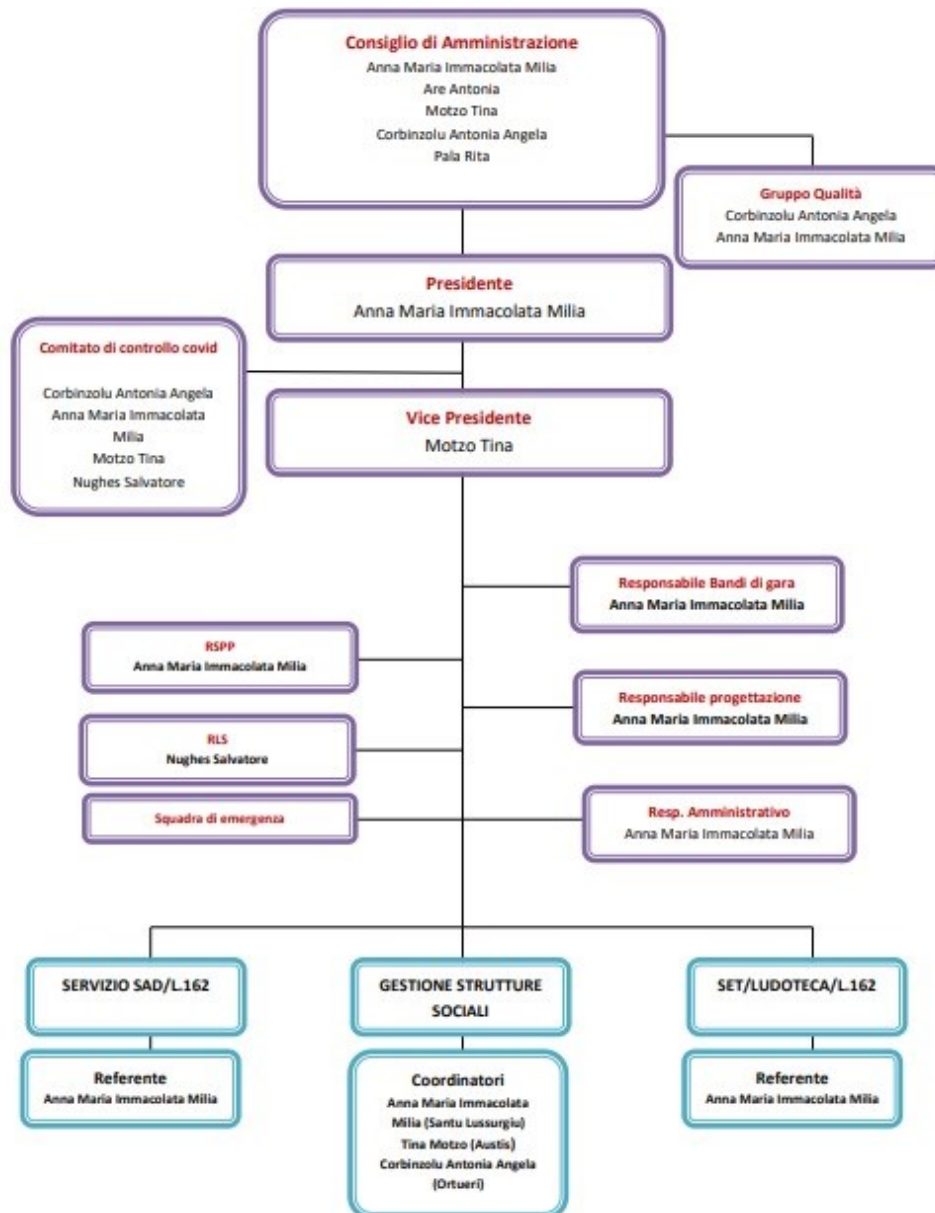 Consiglio di Amministrazione
Anna Maria Immacolata Milia
Are Antonia
Motzo Tina
Corbinzolu Antonia Angela
Pala Rita
Gruppo Qualità
Corbinzolu Antonia Angela
Anna Maria Immacolata Milia
Presidente
Anna Maria Immacolata Milia
Comitato di controllo covid
Corbinzolu Antonia Angela
Anna Maria Immacolata
Milia
Motzo Tina
Nughes Salvatore
Vice Presidente
Motzo Tina
Responsabile Bandi di gara
Anna Maria Immacolata Milia
RSPP
Anna Maria Immacolata Milia
Responsabile progettazione
Anna Maria Immacolata Milia
RLS
Nughes Salvatore
Squadra di emergenza
Resp. Amministrativo
Anna Maria Immacolata Milia
SERVIZIO SAD/L.162
GESTIONE STRUTTURE
SOCIALI
SET/LUDOTECA/L.162
Referente
Anna Maria Immacolata Milia
Coordinatori
Anna Maria Immacolata
Milia (Santu Lussurgiu)
Tina Motzo (Austis)
Corbinzolu Antonia Angela
(Ortueri)
Referente
Anna Maria Immacolata Milia